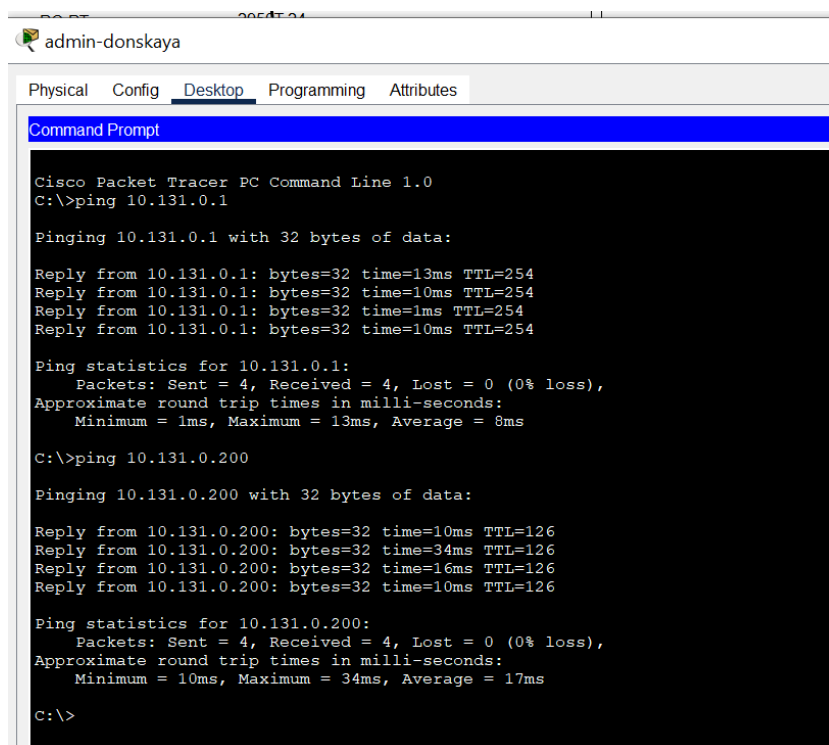 admin-donskaya
Physical Config Desktop Programming Attributes
Command Prompt
Cisco Packet Tracer PC Command Line 1.0
C:\>ping 10.131.0.1
Pinging 10.131.0.1 with 32 bytes of data:
Reply from 10.131.0.1: bytes=32 time=13ms TTL=254
Reply from 10.131.0.1: bytes=32 time=10ms TTL=254
Reply from 10.131.0.1: bytes=32 time=1ms TTL=254
Reply from 10.131.0.1: bytes=32 time=10ms TTL=254
Ping statistics for 10.131.0.1:
Packets: Sent = 4, Received = 4, Lost = 0 (0% loss),
Approximate round trip times in milli-seconds:
Minimum = 1ms, Maximum = 13ms, Average = 8ms
C:\>ping 10.131.0.200
Pinging 10.131.0.200 with 32 bytes of data:
Reply from 10.131.0.200: bytes=32 time=10ms TTL=126
Reply from 10.131.0.200: bytes=32 time=34ms TTL=126
Reply from 10.131.0.200: bytes=32 time=16ms TTL=126
Reply from 10.131.0.200: bytes=32 time=10ms TTL=126
Ping statistics for 10.131.0.200:
Packets: Sent = 4, Received = 4, Lost = 0 (0% loss),
Approximate round trip times in milli-seconds:
Minimum = 10ms, Maximum = 34ms, Average = 17ms
C:\>